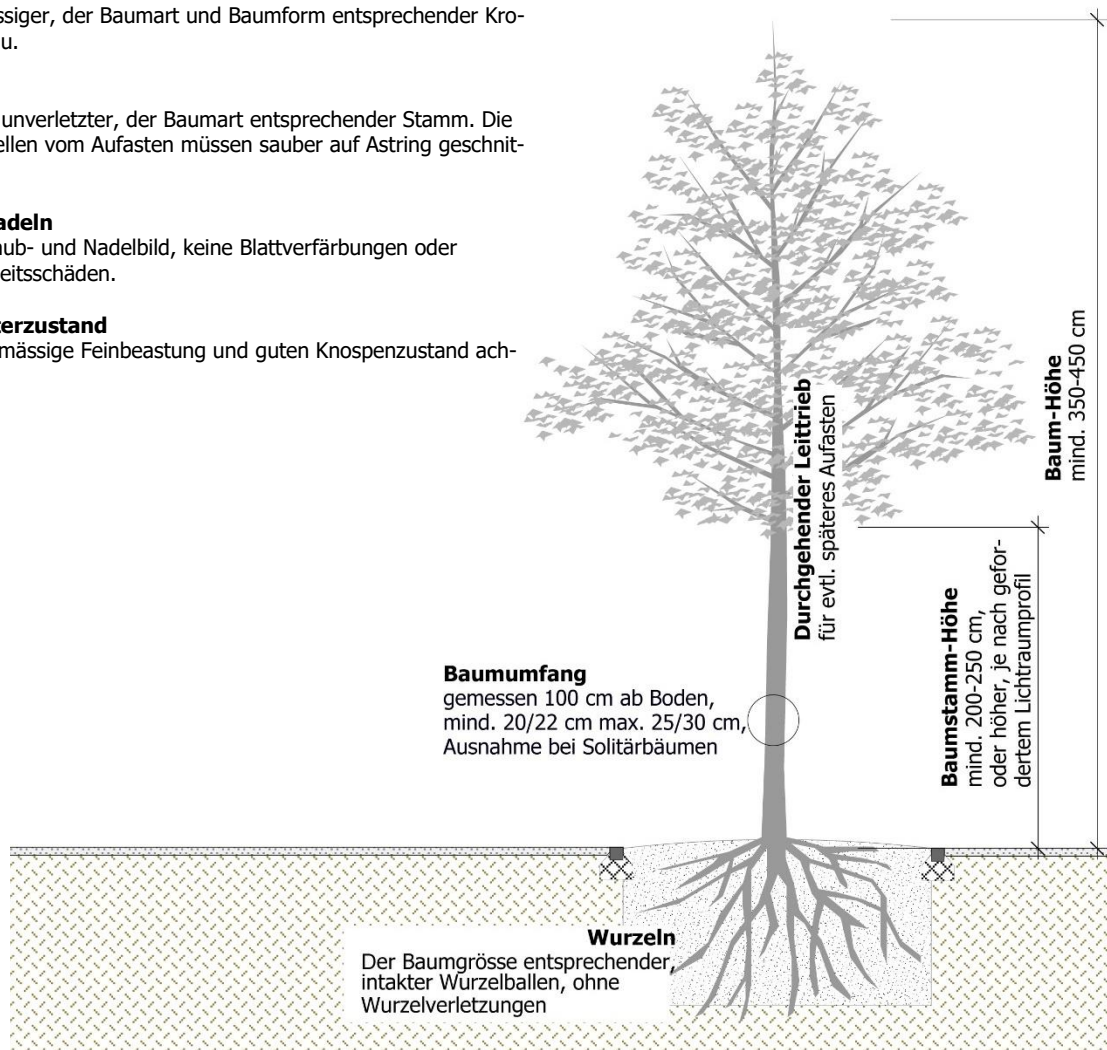 ssiger, der Baumart und Baumform entsprechender Kro-
u.
unverletzter, der Baumart entsprechender Stamm. Die
ellen vom Aufasten müssen sauber auf Astring geschnit-
adeln
ub- und Nadelbild, keine Blattverfärbungen oder
eitsschäden.
terzustand
mässige Feinbeastung und guten Knospenzustand ach-
Baum-Höhe
mind. 350-450 cm
Durchgehender Leittrieb
für evtl. späteres Aufasten
Baumstamm-Höhe
mind. 200-250 cm,
oder höher, je nach gefor-
dertem Lichtraumprofil
Baumumfang
gemessen 100 cm ab Boden,
mind. 20/22 cm max. 25/30 cm,
Ausnahme bei Solitärbäumen
Wurzeln
Der Baumgrösse entsprechender,
intakter Wurzelballen, ohne
Wurzelverletzungen